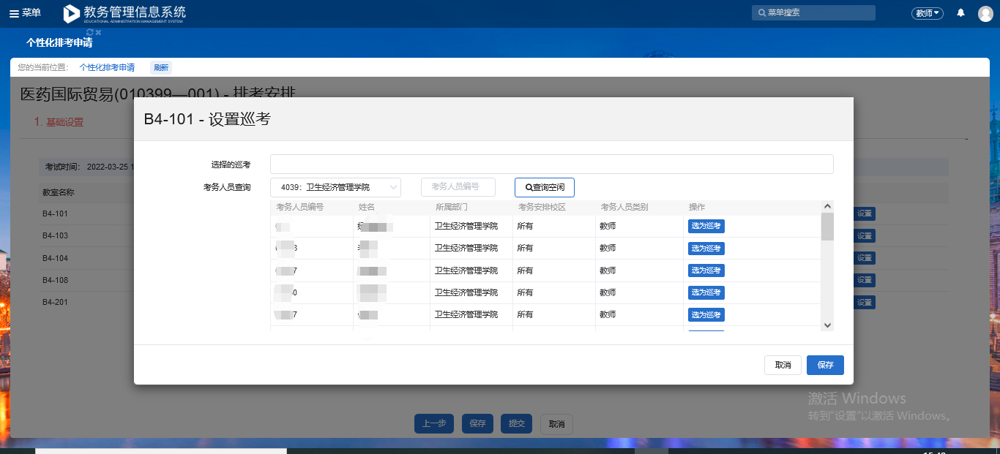 菜单 教务管理信息系统 菜单搜索 教师
EDUCATIONAL ADMINISTRATION MANAGEMENT SYSTEM
个性化排考申请
您的当前位置: 个性化排考申请 刷新
医药国际贸易(010399—001) - 排考安排
1. 基础设置
B4-101 - 设置巡考
选择的巡考
考试时间: 2022-03-25 1
考务人员查询 4039: 卫生经济管理学院 考务人员编号 查询空闲
教室名称
考务人员编号 姓名 所属部门 考务安排校区 考务人员类别 操作
B4-101 设置
卫生经济管理学院 所有 教师 选为巡考
B4-103 设置
3 卫生经济管理学院 所有 教师 选为巡考
B4-104 设置
7 卫生经济管理学院 所有 教师 选为巡考
B4-108 设置
0 卫生经济管理学院 所有 教师 选为巡考
B4-201 设置
7 卫生经济管理学院 所有 教师 选为巡考
取消 保存
激活 Windows
转到"设置"以激活 Windows。
上一步 保存 提交 取消